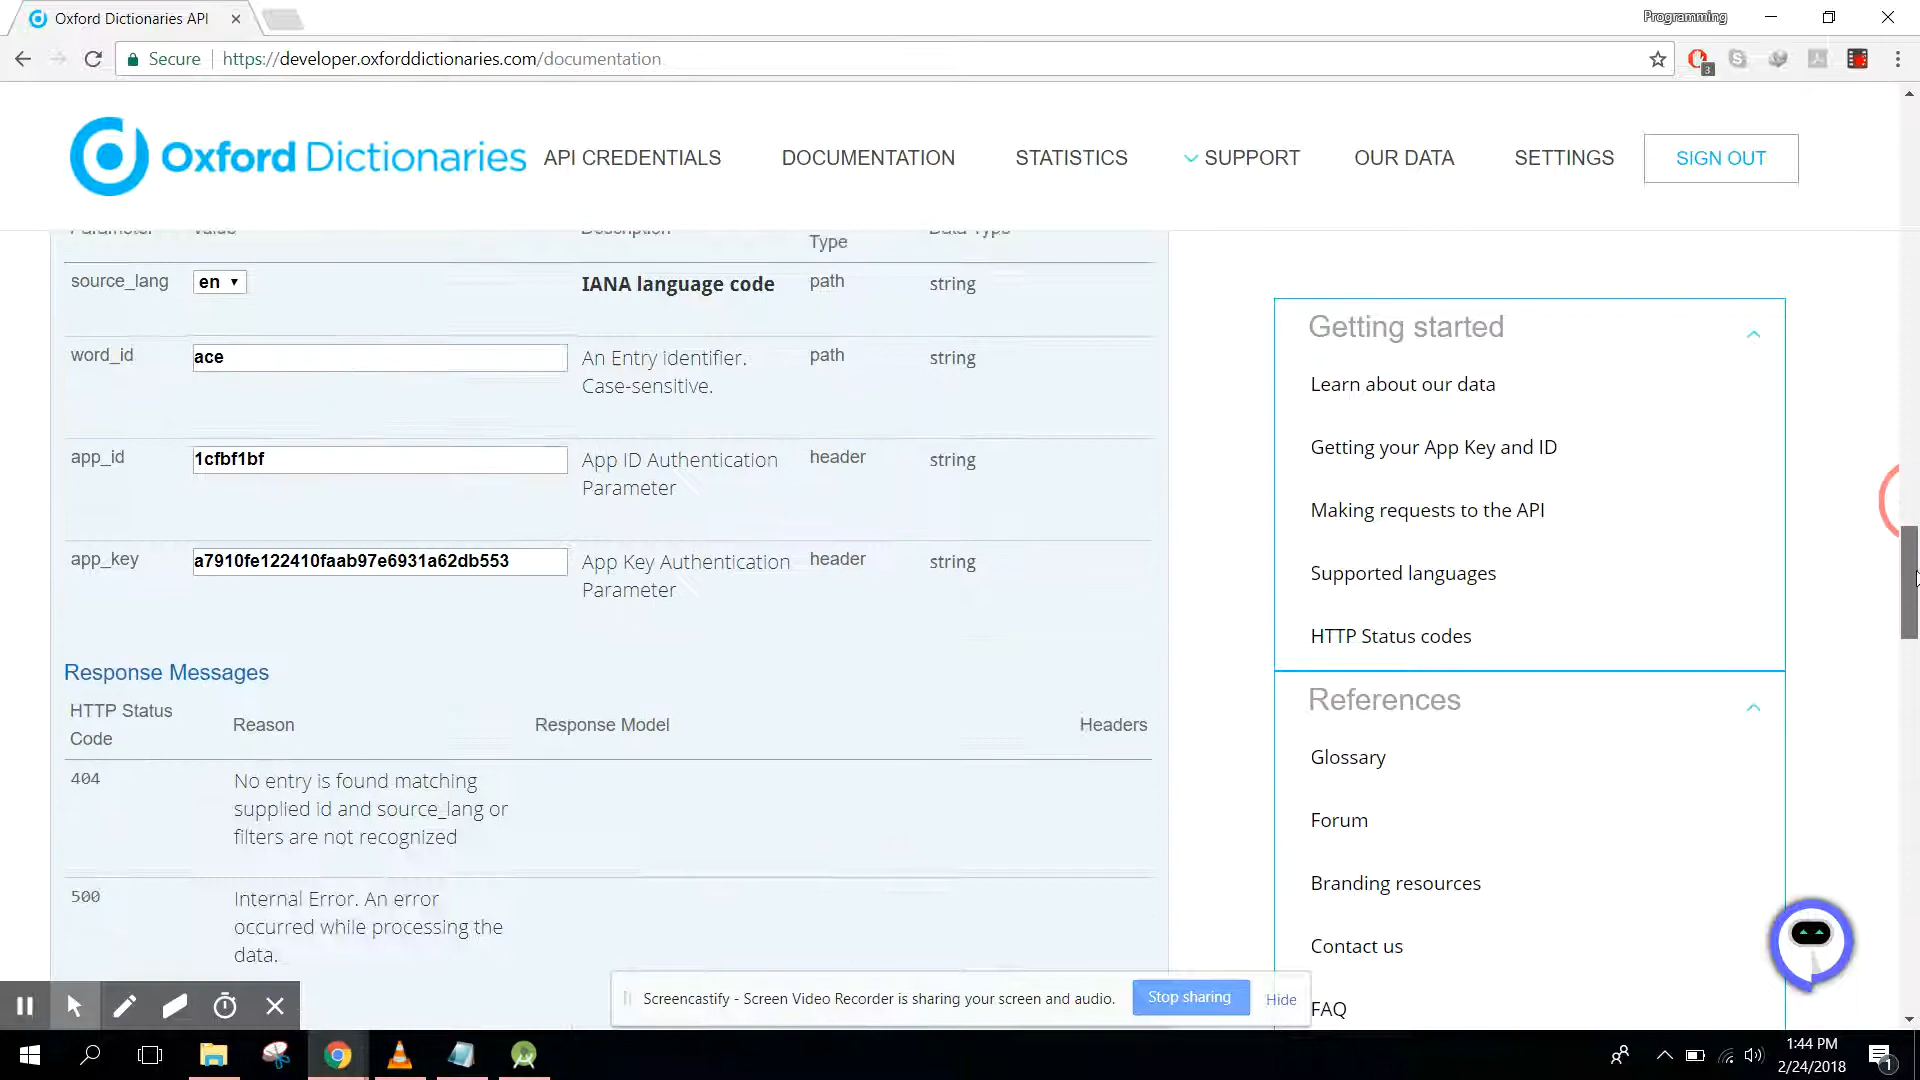 Oxford Dictionaries API
Programming
Secure
https://developer.oxforddictionaries.com/documentation
3
Oxford Dictionaries
API CREDENTIALS
DOCUMENTATION
STATISTICS
SUPPORT
OUR DATA
SETTINGS
SIGN OUT
Parameter Value Description Type Data Type
source_lang en IANA language code path string
word_id ace An Entry identifier. path string
Case-sensitive.
app_id 1cfbf1bf App ID Authentication header string
Parameter
app_key a7910fe122410faab97e6931a62db553 App Key Authentication header string
Parameter
Response Messages
HTTP Status
Code
Reason
Response Model
Headers
404
No entry is found matching
supplied id and source_lang or
filters are not recognized
500
Internal Error. An error
occurred while processing the
data.
Getting started
Learn about our data
Getting your App Key and ID
Making requests to the API
Supported languages
HTTP Status codes
References
Glossary
Forum
Branding resources
Contact us
FAQ
Screencastify - Screen Video Recorder is sharing your screen and audio.
Stop sharing
Hide
1:44 PM
2/24/2018
1